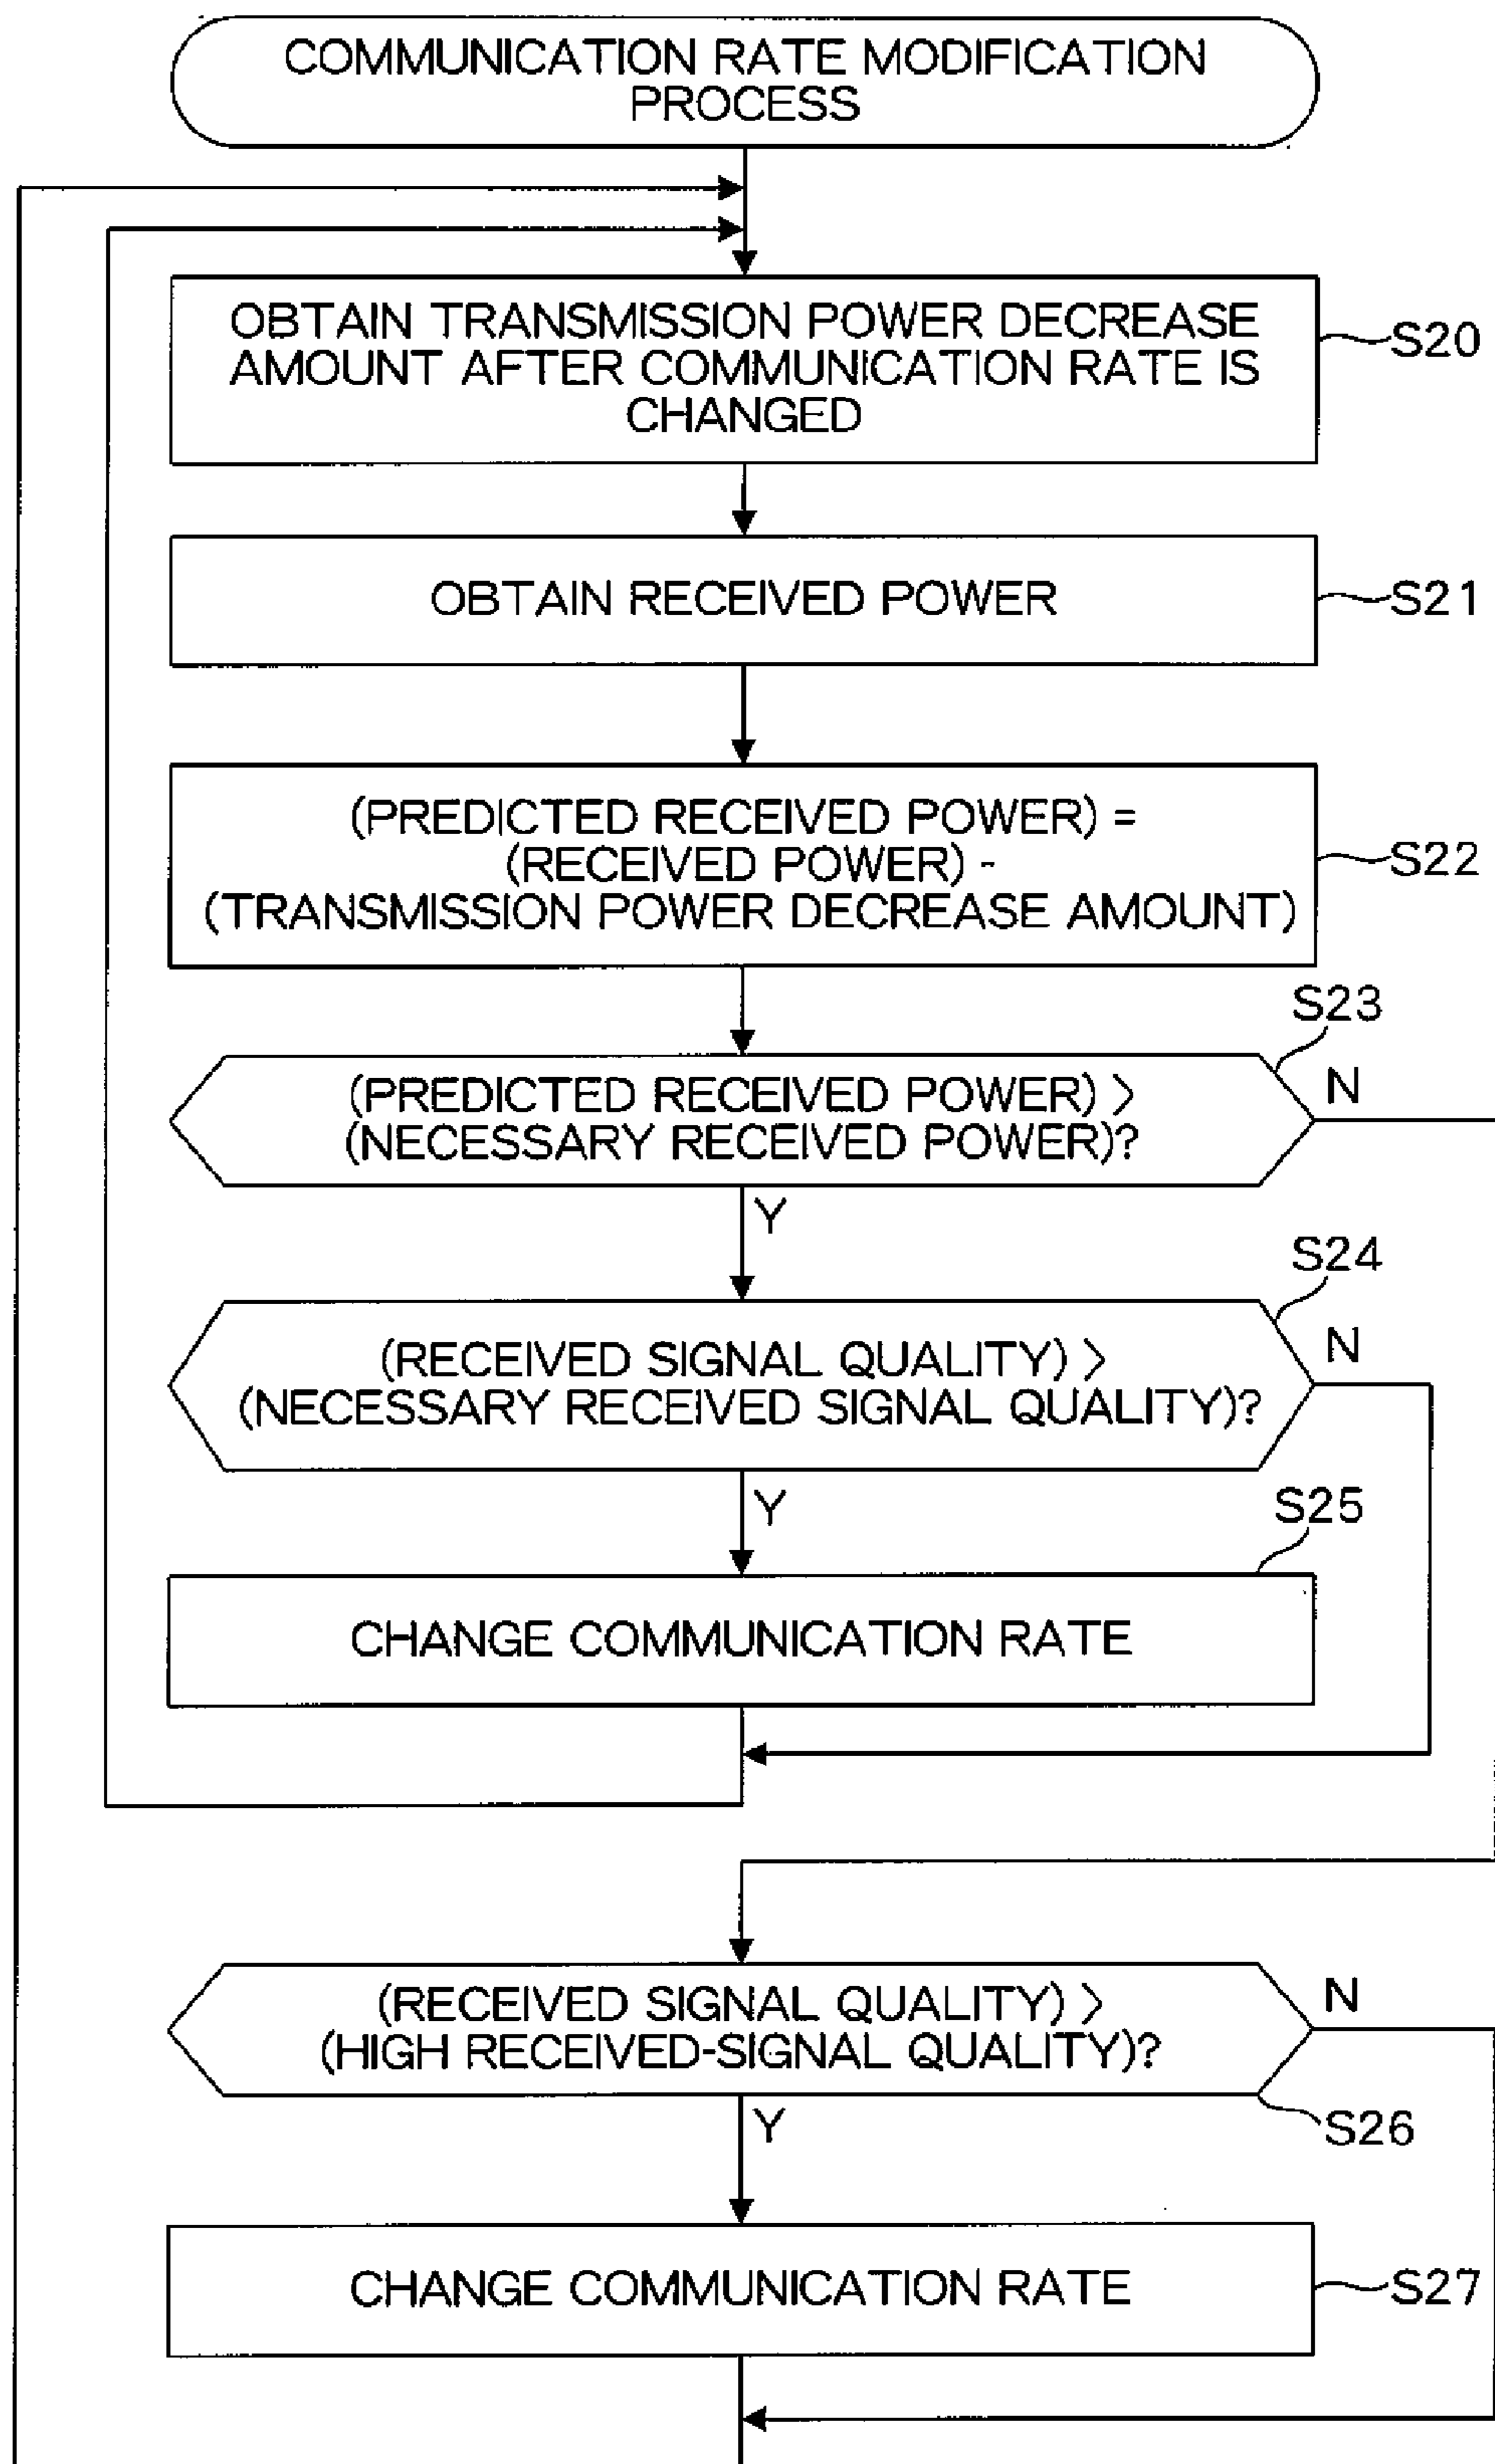 COMMUNICATION RATE MODIFICATION
PROCESS
OBTAIN TRANSMISSION POWER DECREASE
AMOUNT AFTER COMMUNICATION RATE IS
CHANGED
S20
OBTAIN RECEIVED POWER
S21
(PREDICTED RECEIVED POWER) =
(RECEIVED POWER) -
(TRANSMISSION POWER DECREASE AMOUNT)
S22
S23
(PREDICTED RECEIVED POWER) >
(NECESSARY RECEIVED POWER)?
N
Y
S24
(RECEIVED SIGNAL QUALITY) >
(NECESSARY RECEIVED SIGNAL QUALITY)?
N
Y
S25
CHANGE COMMUNICATION RATE
(RECEIVED SIGNAL QUALITY) >
(HIGH RECEIVED-SIGNAL QUALITY)?
N
S26
Y
CHANGE COMMUNICATION RATE
S27